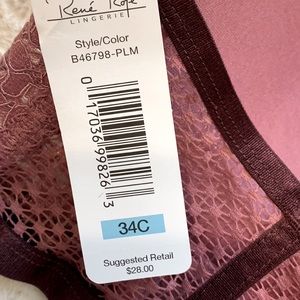 René Rofé
LINGERIE
Style/Color
B46798-PLM
0 17036 99826 3
34C
Suggested Retail
$28.00